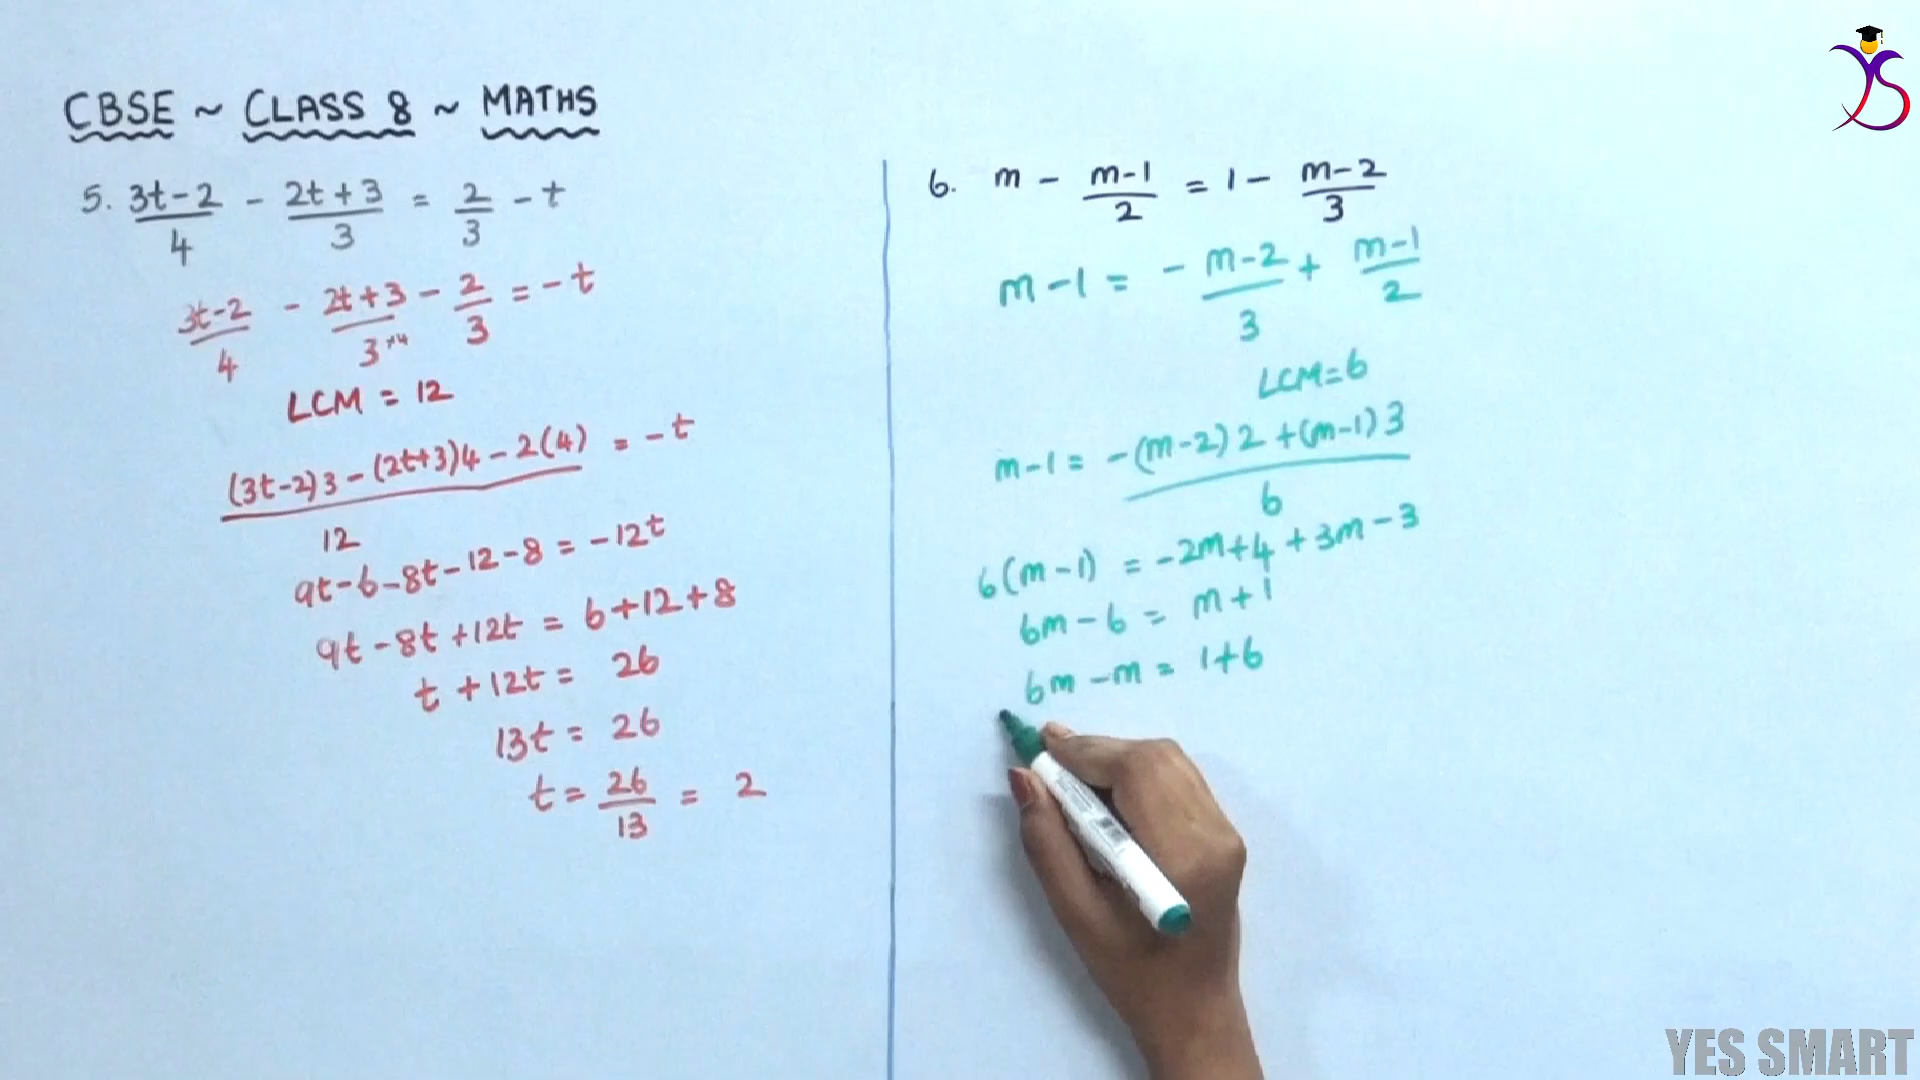 CBSE ~ CLASS 8 ~ MATHS
5. (3t-2)/4 - (2t+3)/3 = 2/3 - t
(3t-2)/4 - (2t+3)/3×4 - 2/3 = -t
LCM = 12
((3t-2)3 - (2t+3)4 - 2(4))/12 = -t
9t-6-8t-12-8 = -12t
9t-8t+12t = 6+12+8
t+12t = 26
13t = 26
t = 26/13 = 2
6. m - (m-1)/2 = 1 - (m-2)/3
m-1 = -(m-2)/3 + (m-1)/2
LCM=6
m-1 = (-(m-2)2+(m-1)3)/6
6(m-1) = -2m+4+3m-3
6m-6 = m+1
6m-m = 1+6
YS
YES SMART